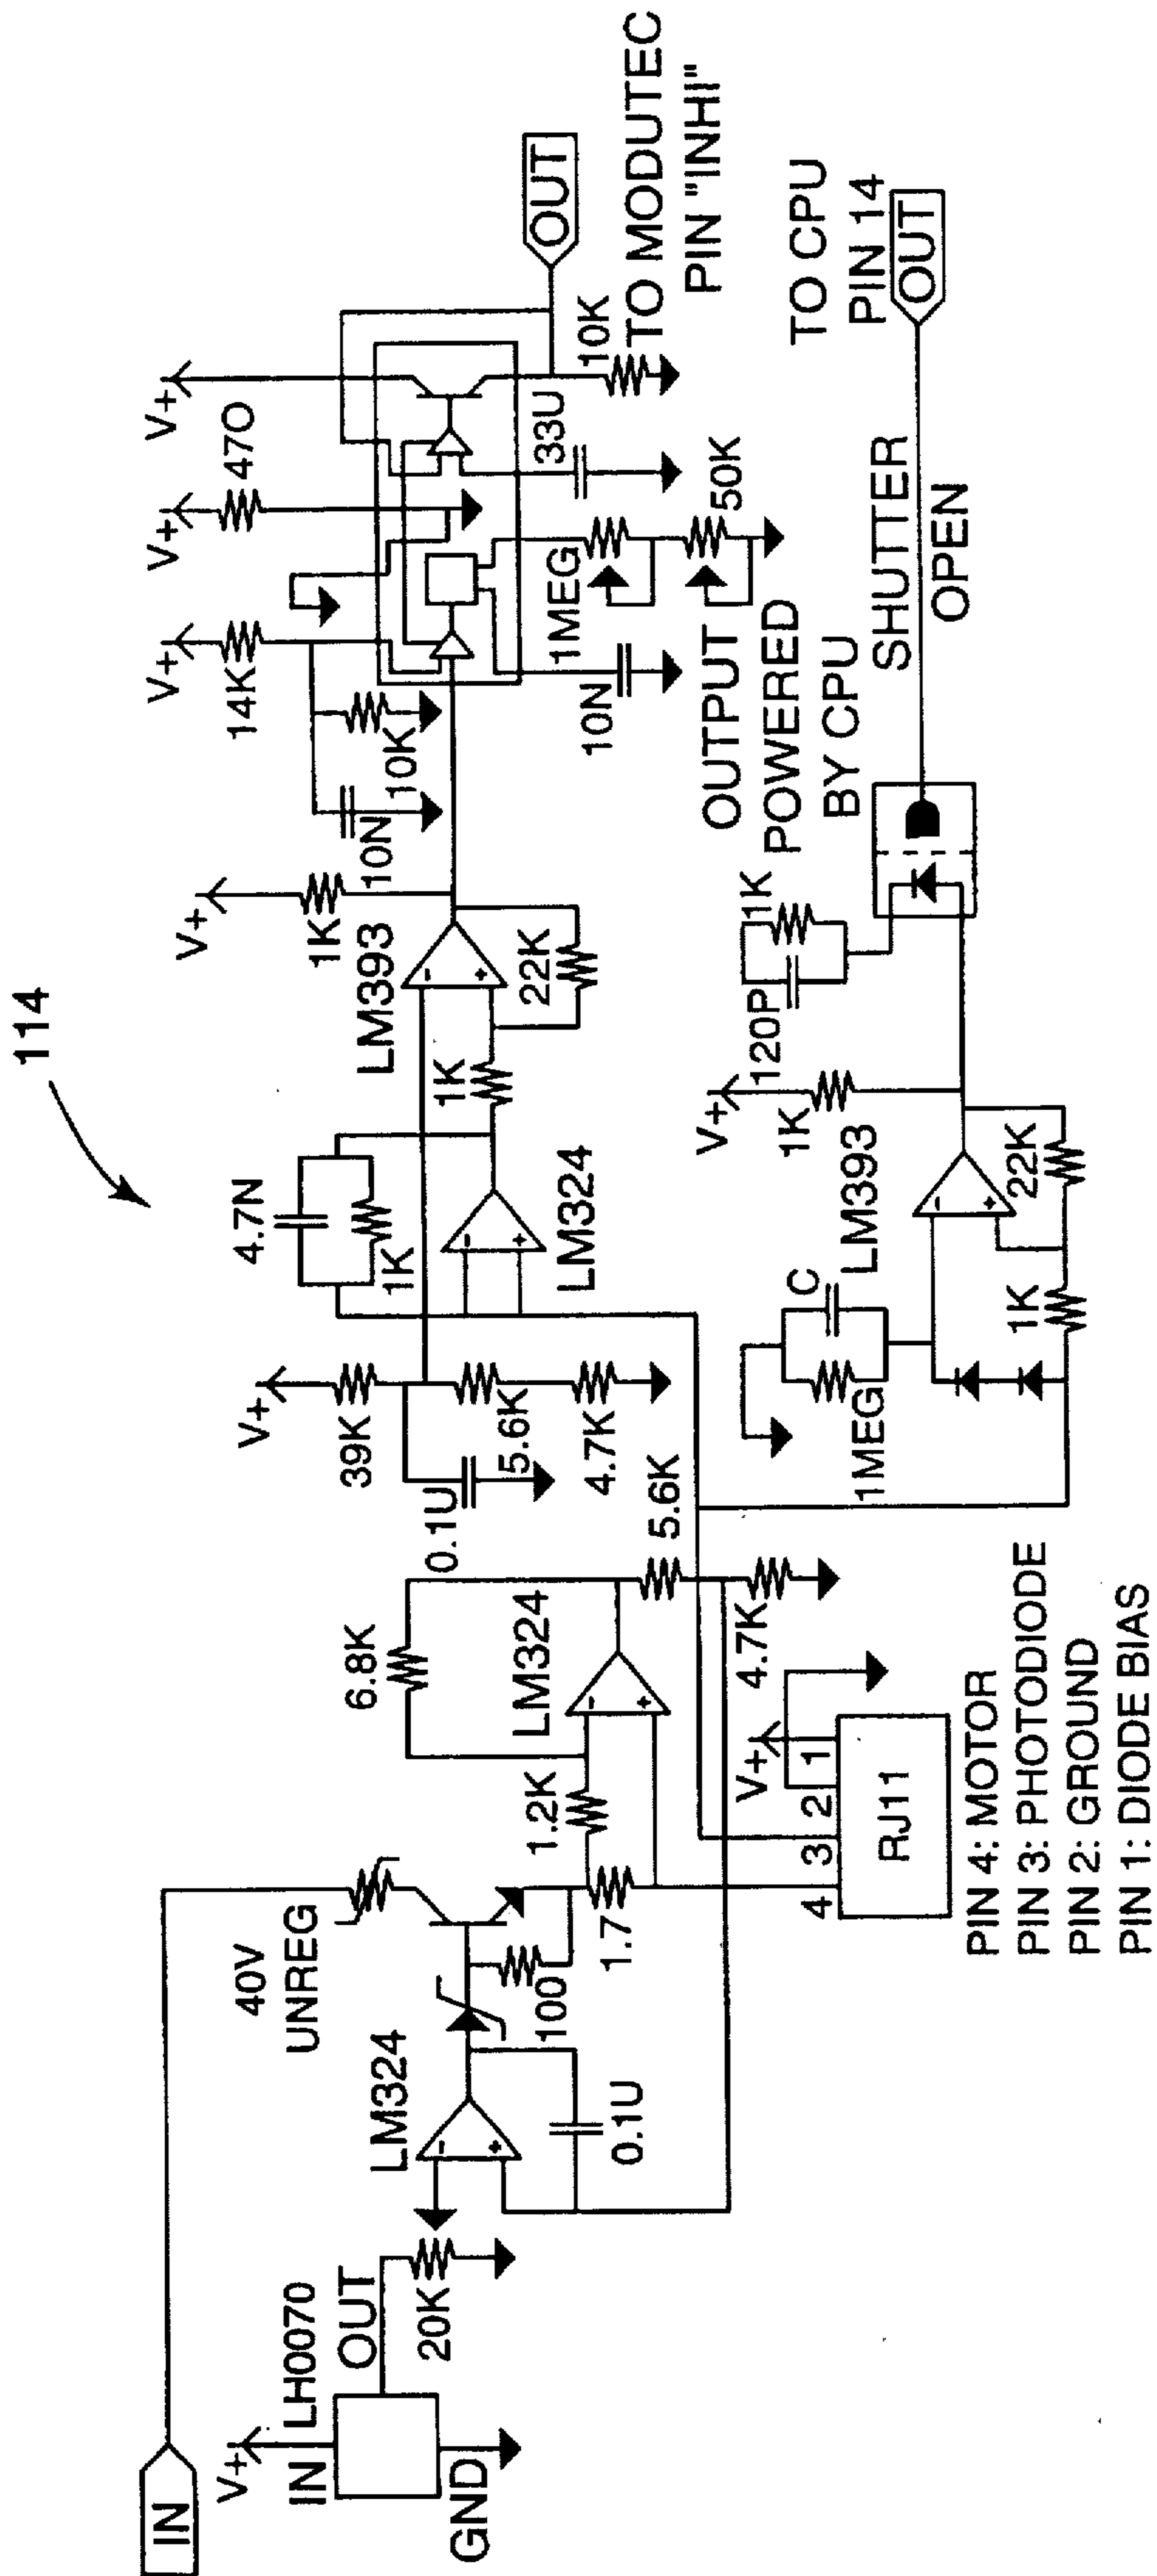 114
IN
V+
IN
LH0070
OUT
GND
20K
LM324
-
+
0.1U
40V
UNREG
100
1.7
1.2K
6.8K
LM324
-
+
5.6K
4.7K
V+
4
3
2
1
RJ11
PIN 4: MOTOR
PIN 3: PHOTODIODE
PIN 2: GROUND
PIN 1: DIODE BIAS
V+
39K
0.1U
5.6K
4.7K
4.7N
1K
-
+
LM324
1K
LM393
-
+
22K
V+
1K
10N
10K
14K
V+
V+
470
V+
10N
1MEG
50K
33U
10K
OUT
TO MODUTEC
PIN "INHI"
1MEG
C
LM393
-
+
1K
22K
V+
1K
120P
1K
OUTPUT
POWERED
BY CPU
SHUTTER
OPEN
TO CPU
PIN 14
OUT